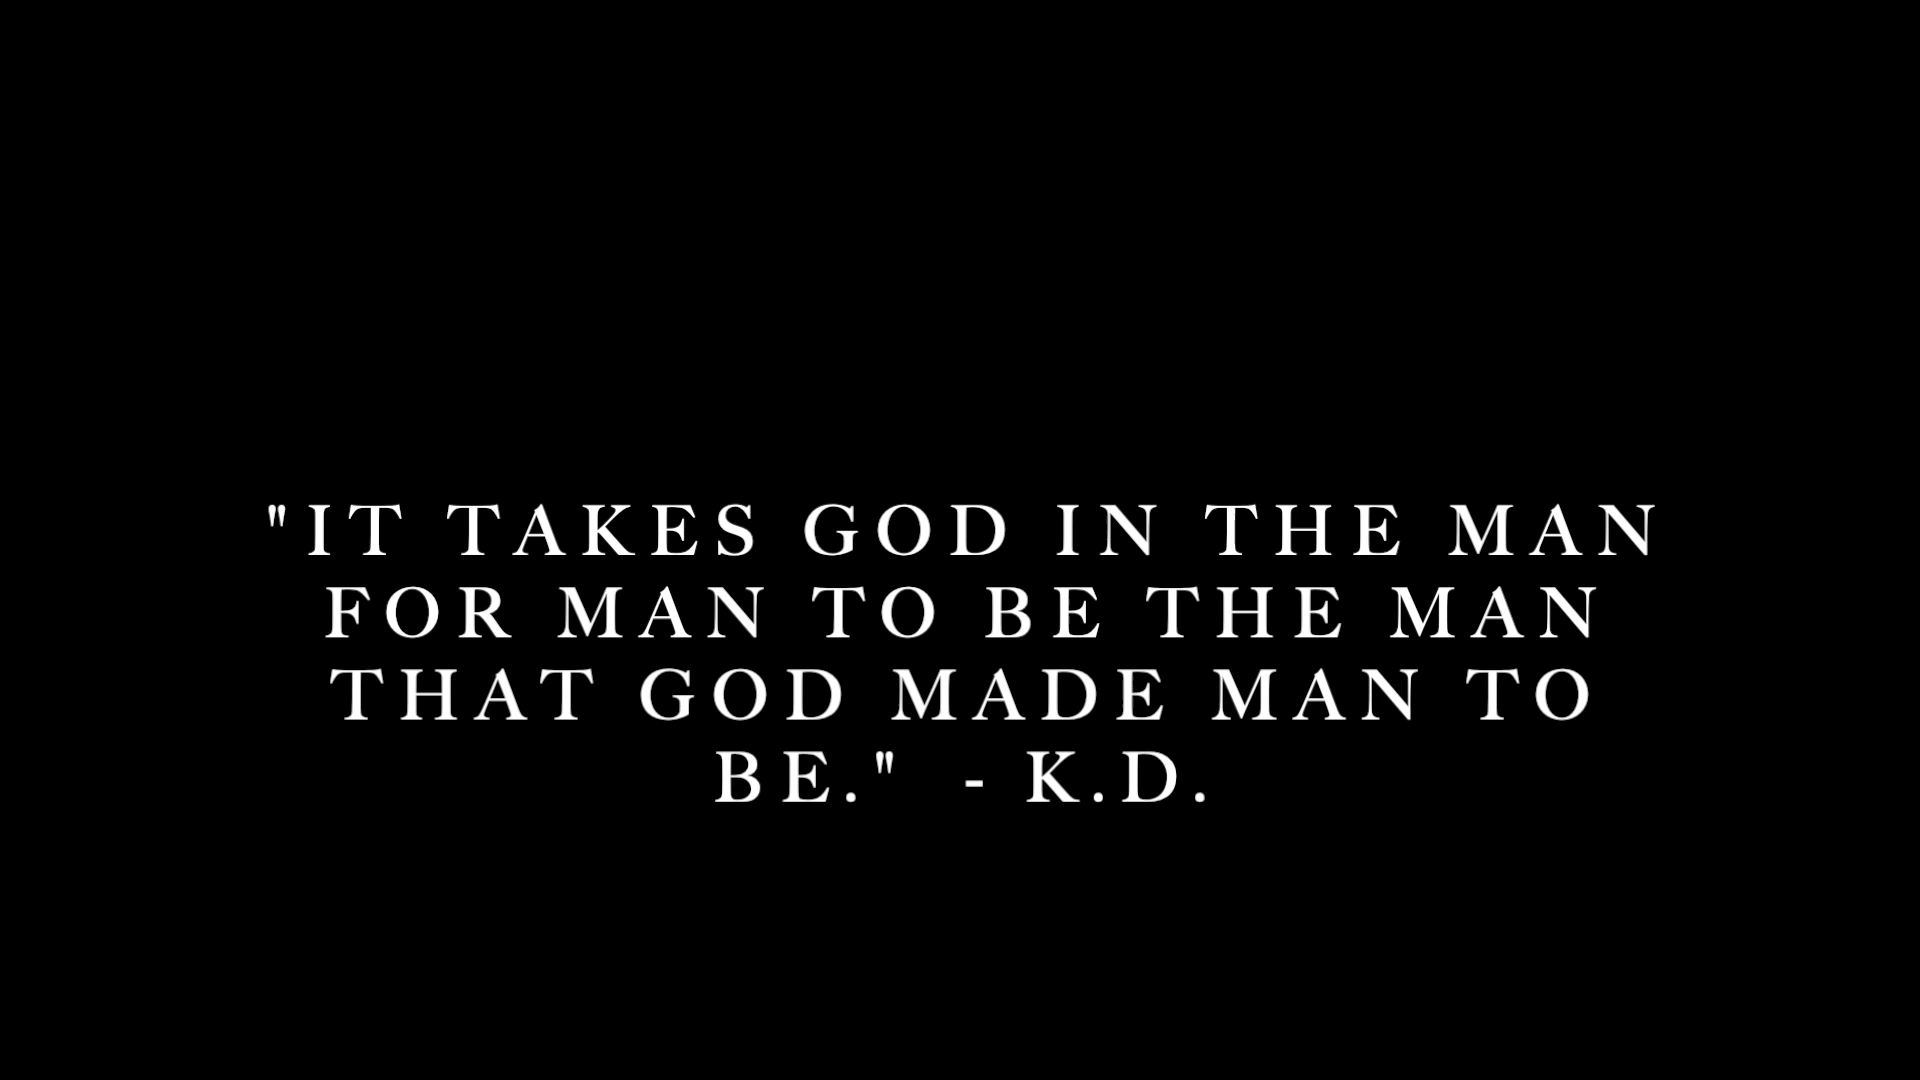 "IT TAKES GOD IN THE MAN
FOR MAN TO BE THE MAN
THAT GOD MADE MAN TO
BE." - K.D.